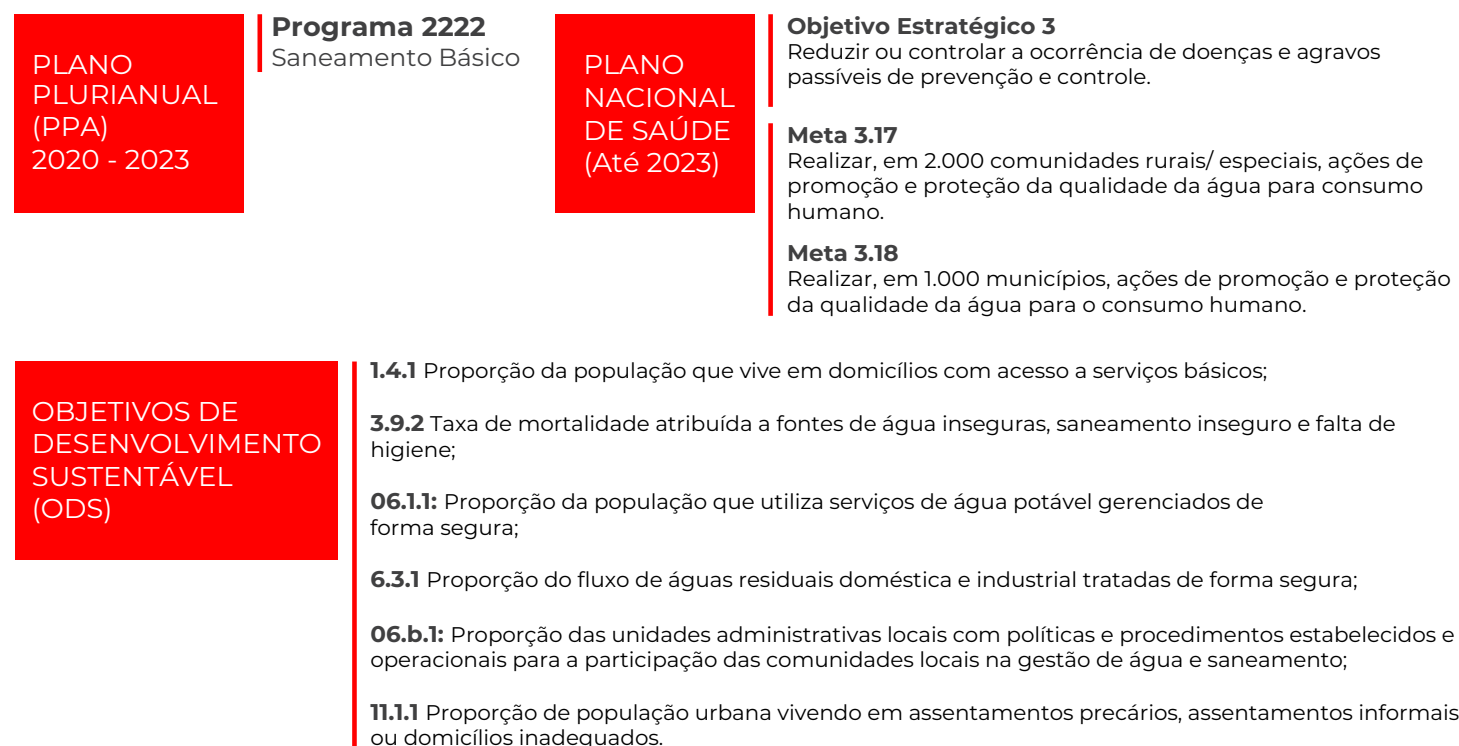 PLANO
PLURIANUAL
(PPA)
2020 - 2023
Programa 2222
Saneamento Básico
PLANO
NACIONAL
DE SAÚDE
(Até 2023)
Objetivo Estratégico 3
Reduzir ou controlar a ocorrência de doenças e agravos
passíveis de prevenção e controle.
Meta 3.17
Realizar, em 2.000 comunidades rurais/ especiais, ações de
promoção e proteção da qualidade da água para consumo
humano.
Meta 3.18
Realizar, em 1.000 municípios, ações de promoção e proteção
da qualidade da água para o consumo humano.
OBJETIVOS DE
DESENVOLVIMENTO
SUSTENTÁVEL
(ODS)
1.4.1 Proporção da população que vive em domicílios com acesso a serviços básicos;
3.9.2 Taxa de mortalidade atribuída a fontes de água inseguras, saneamento inseguro e falta de
higiene;
06.1.1: Proporção da população que utiliza serviços de água potável gerenciados de
forma segura;
6.3.1 Proporção do fluxo de águas residuais doméstica e industrial tratadas de forma segura;
06.b.1: Proporção das unidades administrativas locais com políticas e procedimentos estabelecidos e
operacionais para a participação das comunidades locais na gestão de água e saneamento;
11.1.1 Proporção de população urbana vivendo em assentamentos precários, assentamentos informais
ou domicílios inadequados.